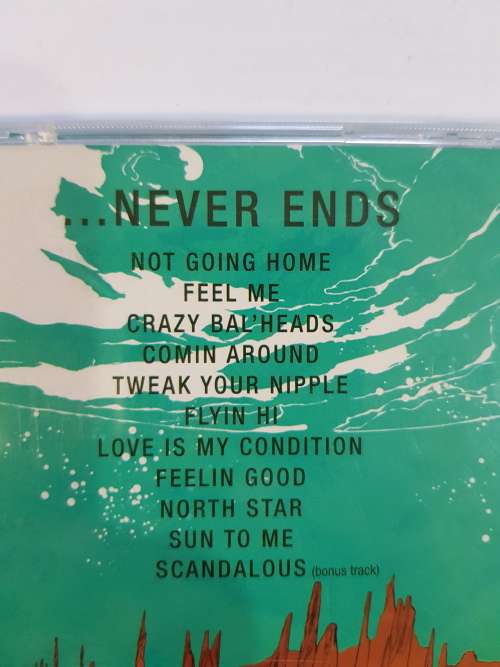 ...NEVER ENDS
NOT GOING HOME
FEEL ME
CRAZY BAL'HEADS
COMIN AROUND
TWEAK YOUR NIPPLE
FLYIN HI
LOVE IS MY CONDITION
FEELIN GOOD
NORTH STAR
SUN TO ME
SCANDALOUS (bonus track)